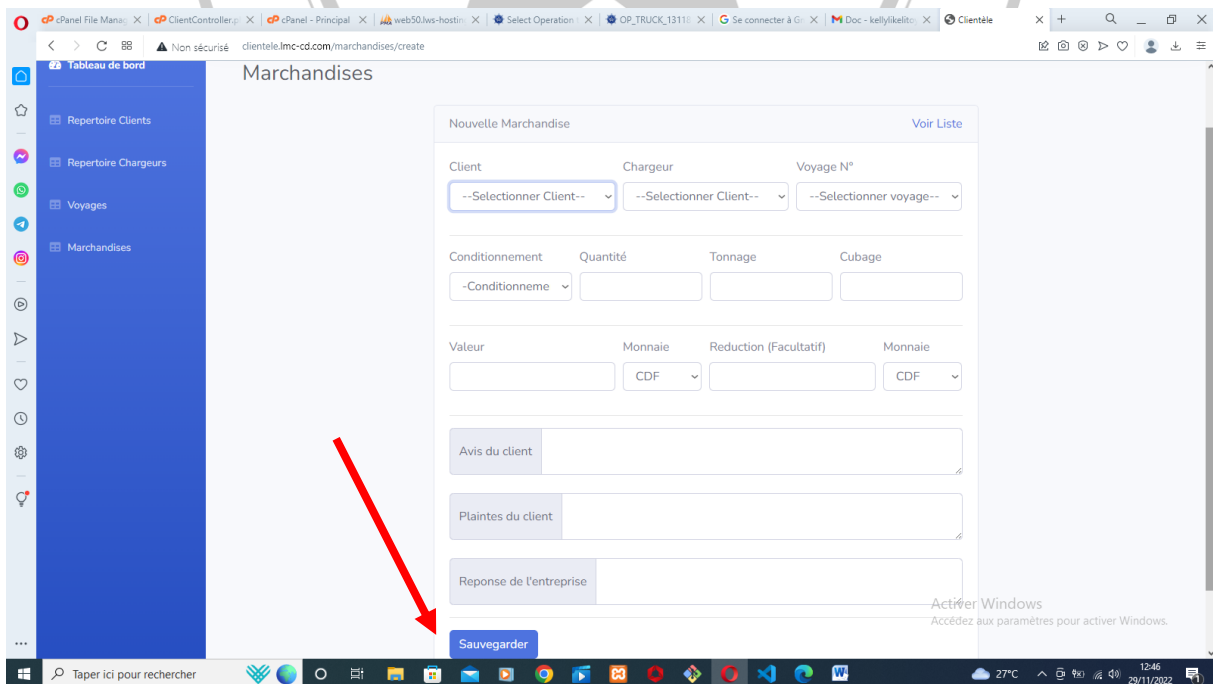 cPanel File Manag
ClientController.p
cPanel - Principal
web50.lws-hostin
Select Operation
OP_TRUCK_13118
Se connecter à G
M Doc - kellylikelito
Clientèle
Non sécurisé clientele.lmc-cd.com/marchandises/create
Tableau de bord
Repertoire Clients
Repertoire Chargeurs
Voyages
Marchandises
Marchandises
Nouvelle Marchandise Voir Liste
Client Chargeur Voyage N°
--Selectionner Client-- --Selectionner Client-- --Selectionner voyage--
Conditionnement Quantité Tonnage Cubage
-Conditionneme
Valeur Monnaie Reduction (Facultatif) Monnaie
CDF CDF
Avis du client
Plaintes du client
Reponse de l'entreprise
Activer Windows
Accédez aux paramètres pour activer Windows.
Sauvegarder
Taper ici pour rechercher
27°C
12:46
29/11/2022